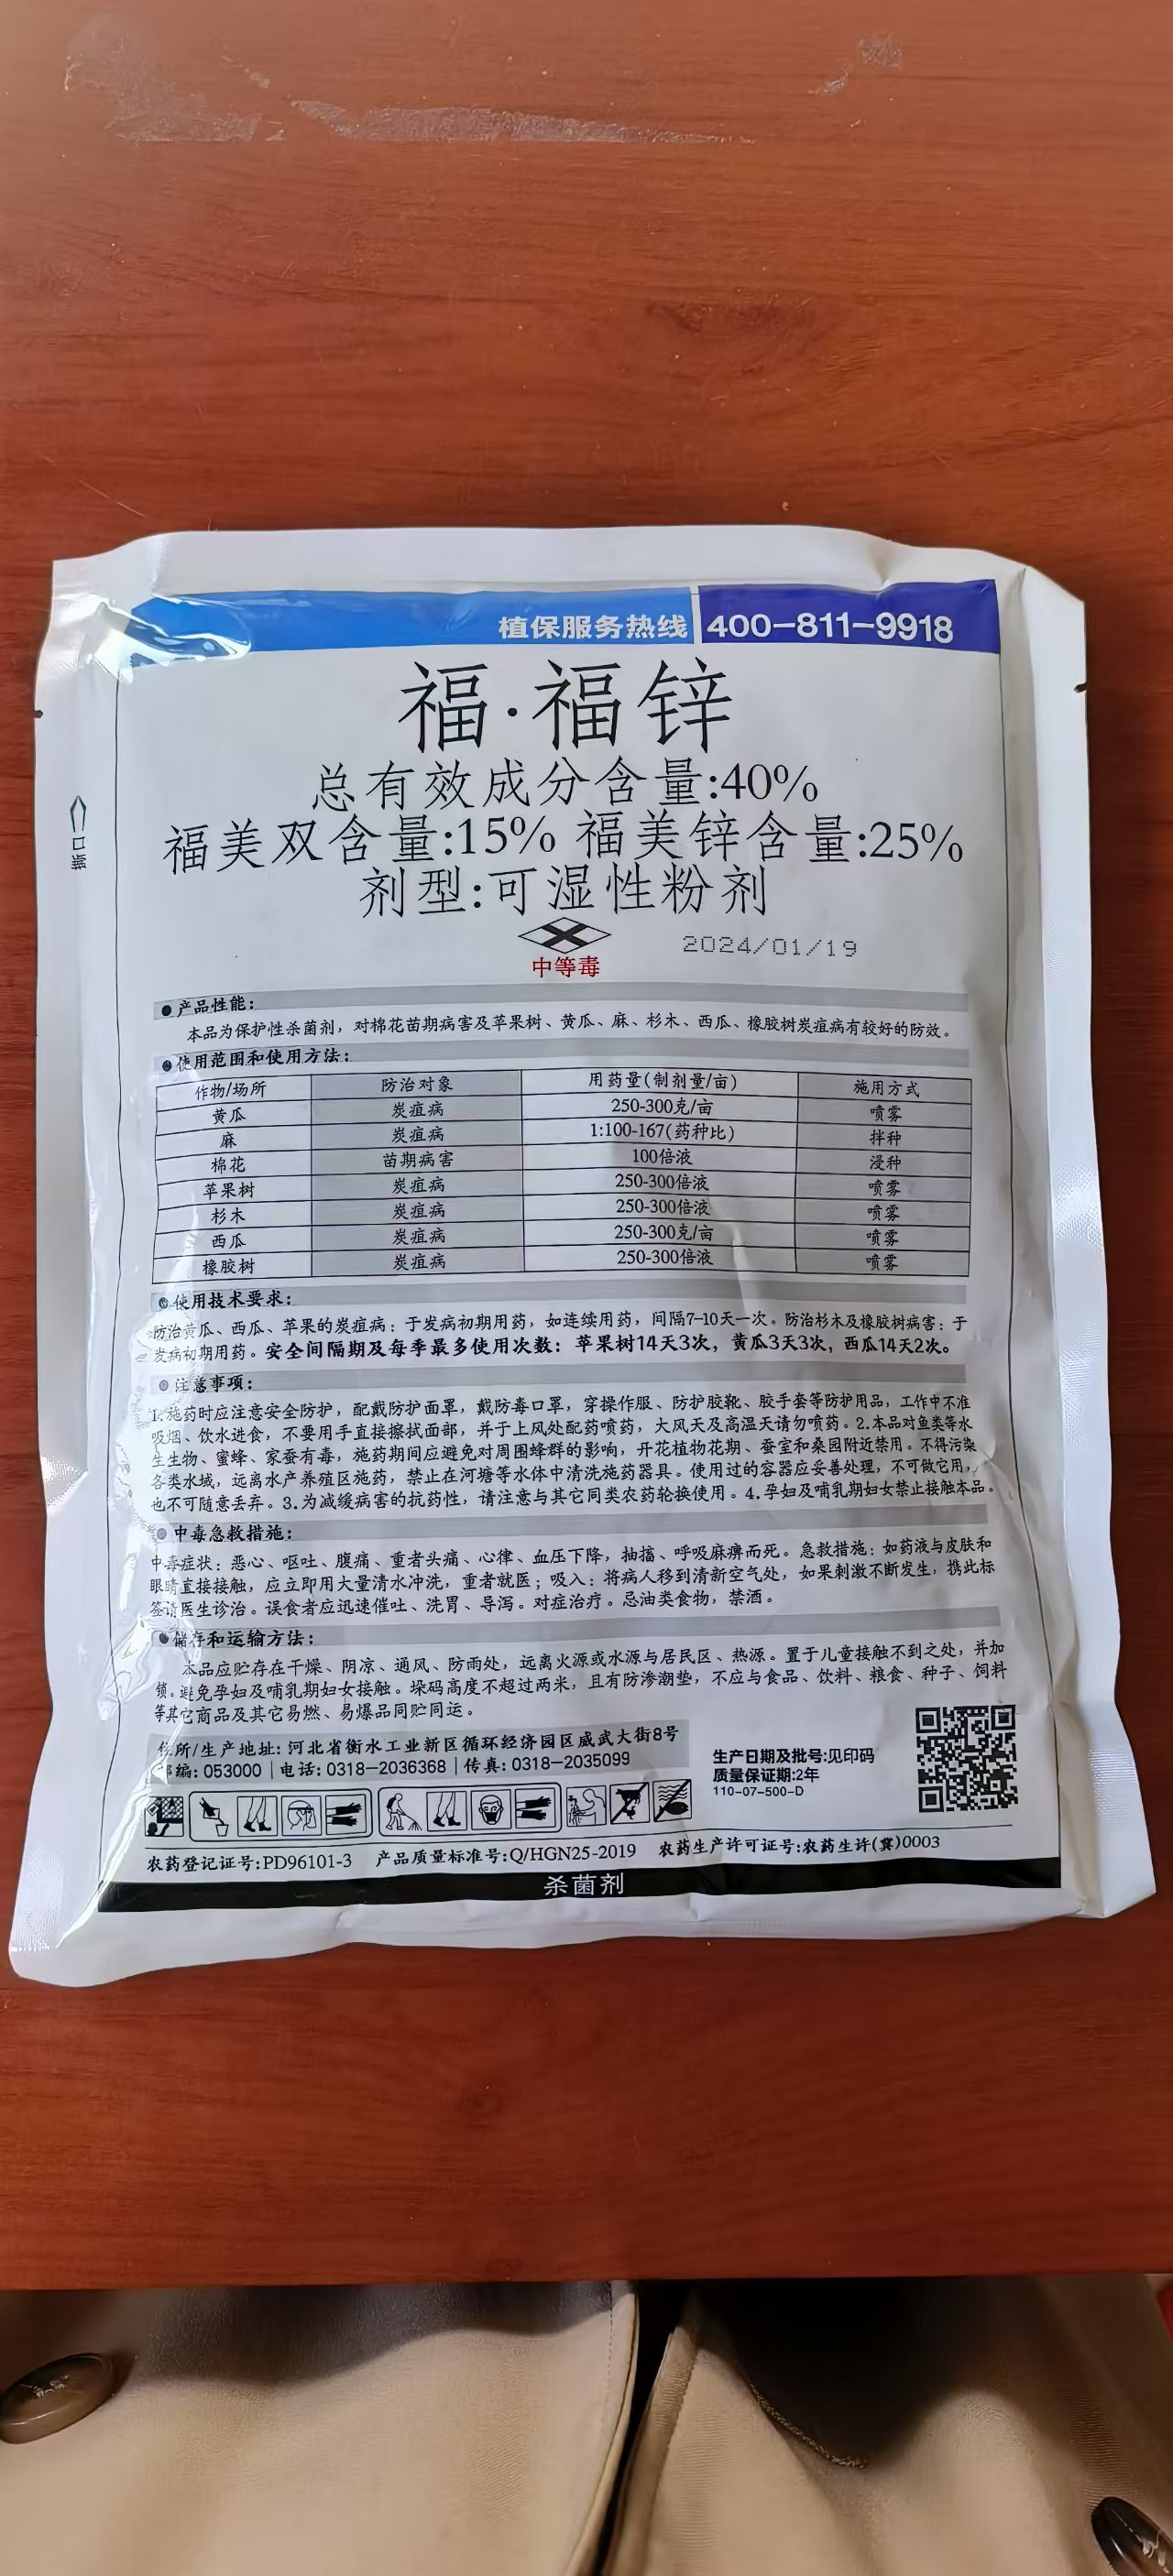 植保服务热线 400-811-9918
福·福锌
总有效成分含量:40%
福美双含量:15% 福美锌含量:25%
剂型:可湿性粉剂
2024/01/19
中等毒
●产品性能:
本品为保护性杀菌剂，对棉花苗期病害及苹果树、黄瓜、麻、杉木、西瓜、橡胶树炭疽病有较好的防效。
●使用范围和使用方法:
作物/场所 防治对象 用药量(制剂量/亩) 施用方式
黄瓜 炭疽病 250-300克/亩 喷雾
麻 炭疽病 1:100-167(药种比) 拌种
棉花 苗期病害 100倍液 浸种
苹果树 炭疽病 250-300倍液 喷雾
杉木 炭疽病 250-300倍液 喷雾
西瓜 炭疽病 250-300克/亩 喷雾
橡胶树 炭疽病 250-300倍液 喷雾
●使用技术要求:
防治黄瓜、西瓜、苹果的炭疽病：于发病初期用药，如连续用药，间隔7-10天一次。防治杉木及橡胶树病害：于
发病初期用药。安全间隔期及每季最多使用次数：苹果树14天3次，黄瓜3天3次，西瓜14天2次。
●注意事项:
1.施药时应注意安全防护，配戴防护面罩，戴防毒口罩，穿操作服、防护胶靴、胶手套等防护用品，工作中不准
吸烟、饮水进食，不要用手直接擦拭面部，并于上风处配药喷药，大风天及高温天请勿喷药。2.本品对鱼类等水
生生物、蜜蜂、家蚕有毒，施药期间应避免对周围蜂群的影响，开花植物花期、蚕室和桑园附近禁用。不得污染
各类水域，远离水产养殖区施药，禁止在河塘等水体中清洗施药器具。使用过的容器应妥善处理，不可做它用，
也不可随意丢弃。3.为减缓病害的抗药性，请注意与其它同类农药轮换使用。4.孕妇及哺乳期妇女禁止接触本品。
●中毒急救措施:
中毒症状：恶心、呕吐、腹痛、重者头痛、心律、血压下降，抽搐、呼吸麻痹而死。急救措施：如药液与皮肤和
眼睛直接接触，应立即用大量清水冲洗，重者就医；吸入：将病人移到清新空气处，如果刺激不断发生，携此标
签请医生诊治。误食者应迅速催吐、洗胃、导泻。对症治疗。忌油类食物，禁酒。
●储存和运输方法:
本品应贮存在干燥、阴凉、通风、防雨处，远离火源或水源与居民区、热源。置于儿童接触不到之处，并加
锁。避免孕妇及哺乳期妇女接触。垛码高度不超过两米，且有防渗潮垫，不应与食品、饮料、粮食、种子、饲料
等其它商品及其它易燃、易爆品同贮同运。
住所/生产地址：河北省衡水工业新区循环经济园区威武大街8号
邮编：053000｜电话：0318-2036368｜传真：0318-2035099
生产日期及批号:见印码
质量保证期:2年
110-07-500-D
农药登记证号:PD96101-3 产品质量标准号:Q/HGN25-2019 农药生产许可证号:农药生许(冀)0003
杀菌剂